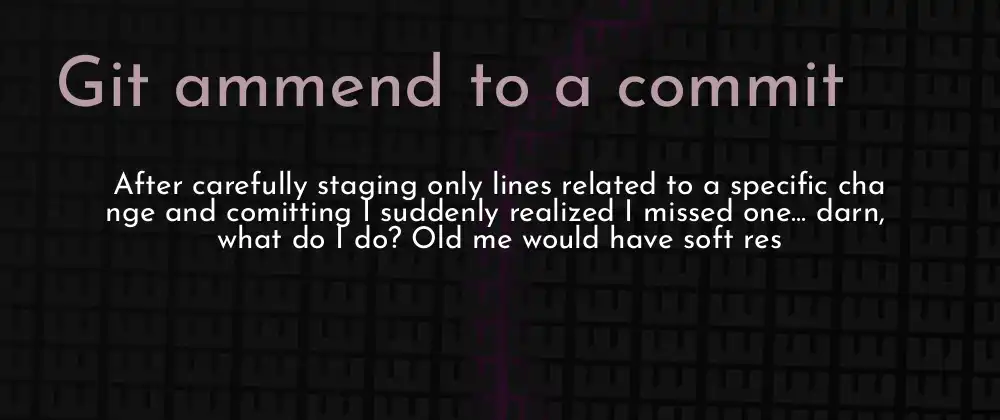 Git ammend to a commit
After carefully staging only lines related to a specific cha
nge and comitting I suddenly realized I missed one... darn,
what do I do? Old me would have soft res